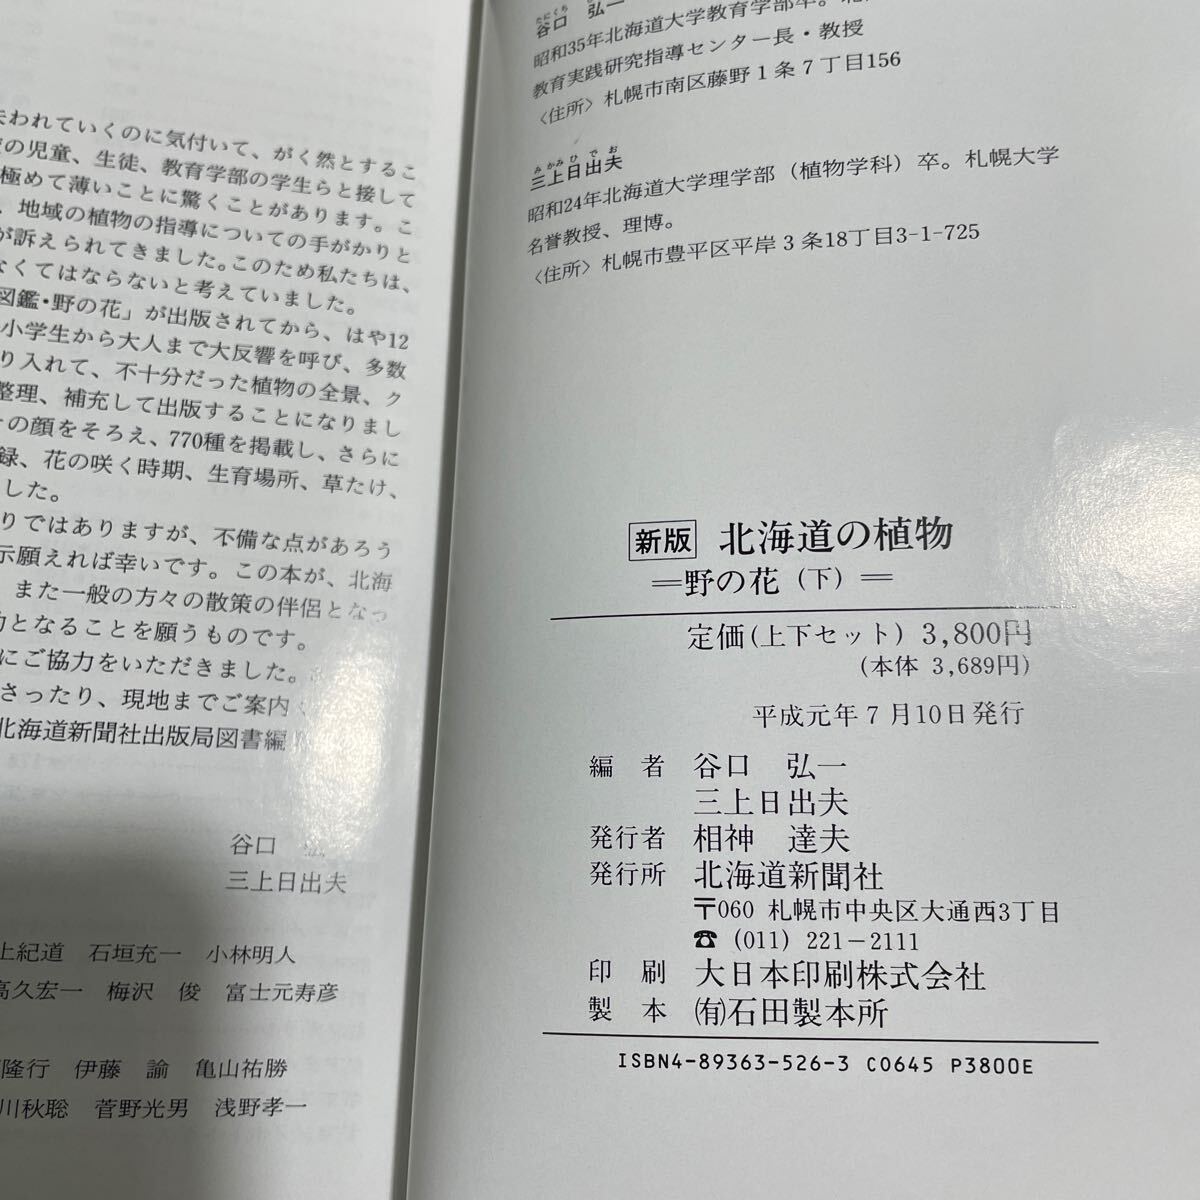 われていくのに気付いて、がく然とするこ
の児童、生徒、教育学部の学生らと接して
極めて薄いことに驚くことがあります。こ
、地域の植物の指導についての手がかりと
が訴えられてきました。このため私たちは、
なくてはならないと考えていました。
図鑑・野の花」が出版されてから、はや12
小学生から大人まで大反響を呼び、多数
り入れて、不十分だった植物の全景、ク
整理、補充して出版することになりまし
の顔をそろえ、770種を掲載し、さらに
録、花の咲く時期、生育場所、草たけ、
した。
りではありますが、不備な点があろう
示願えれば幸いです。この本が、北海
また一般の方々の散策の伴侶となっ
となることを願うものです。
にご協力をいただきました。
さったり、現地までご案内
北海道新聞社出版局図書編
谷口
三上日出夫
上紀道 石垣充一 小林明人
高久宏一 梅沢 俊 富士元寿彦
隆行 伊藤 諭 亀山祐勝
川秋聡 菅野光男 浅野孝一
たにぐち
谷口 弘一
昭和35年北海道大学教育学部卒。
教育実践研究指導センター長・教授
〈住所〉札幌市南区藤野1条7丁目156
みかみひでお
三上日出夫
昭和24年北海道大学理学部（植物学科）卒。札幌大学
名誉教授、理博。
〈住所〉札幌市豊平区平岸3条18丁目3-1-725
新版 北海道の植物
＝野の花（下）＝
定価(上下セット) 3,800円
(本体 3,689円)
平成元年7月10日発行
編者 谷口 弘一
三上日出夫
発行者 相神 達夫
発行所 北海道新聞社
〒060 札幌市中央区大通西3丁目
☎ (011) 221-2111
印刷 大日本印刷株式会社
製本 ㈲石田製本所
ISBN4-89363-526-3 C0645 P3800E